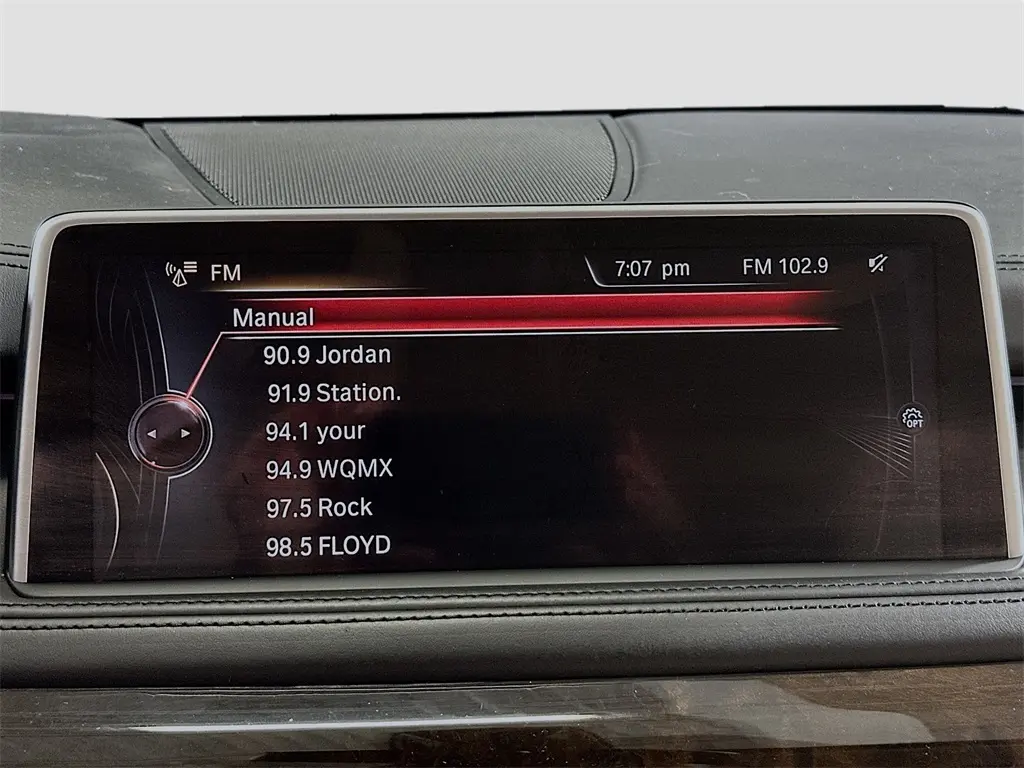 FM
7:07 pm
FM 102.9
Manual
90.9 Jordan
91.9 Station.
94.1 your
94.9 WQMX
97.5 Rock
98.5 FLOYD
OPT